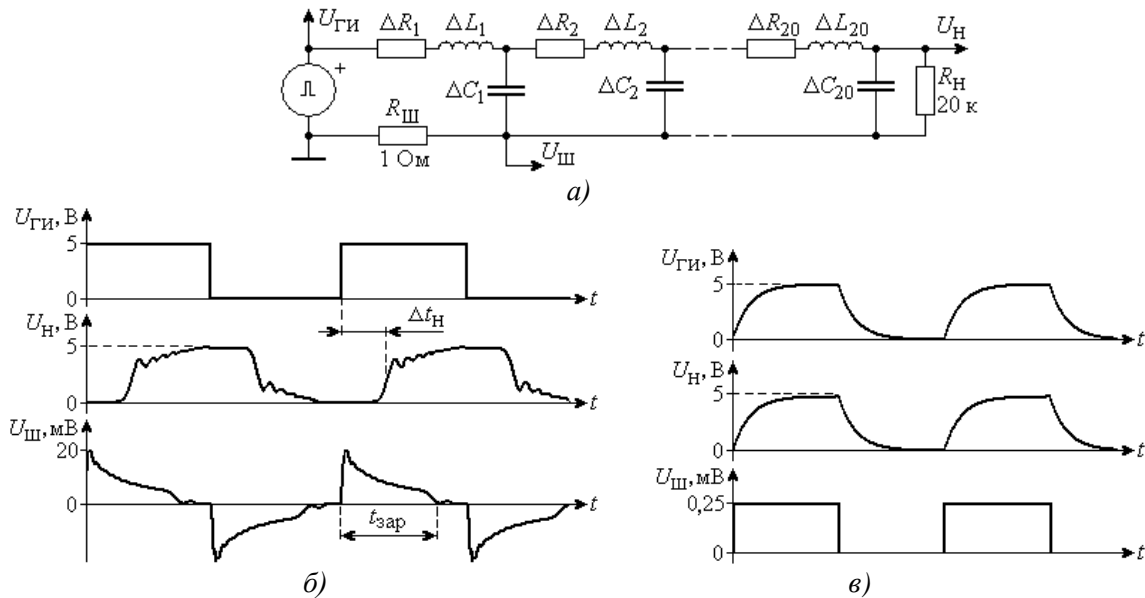 U_ГИ ΔR_1 ΔL_1 ΔR_2 ΔL_2 ΔR_20 ΔL_20 U_Н
+ ΔC_1 ΔC_2 ΔC_20 R_Н
20 к
R_Ш
1 Ом U_Ш
а)
U_ГИ, В
5
0 t
U_Н, В Δt_Н
5
0 t
U_Ш, мВ
20
0 t
t_зар
б)
U_ГИ, В
5
0 t
U_Н, В
5
0 t
U_Ш, мВ
0,25
0 t
в)